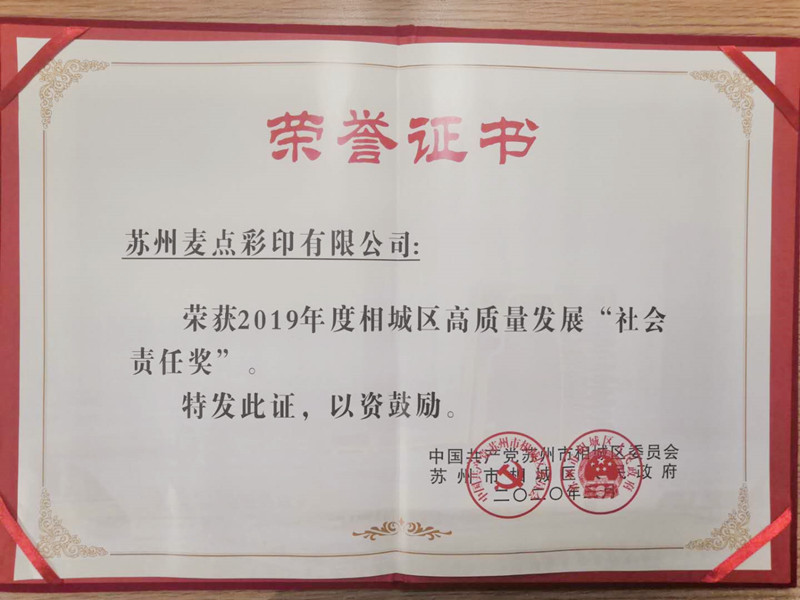 荣誉证书
苏州麦点彩印有限公司:
荣获2019年度相城区高质量发展“社会
责任奖”。
特发此证，以资鼓励。
中国共产党苏州市相城区委员会
苏州市相城区人民政府
二〇二〇年二月